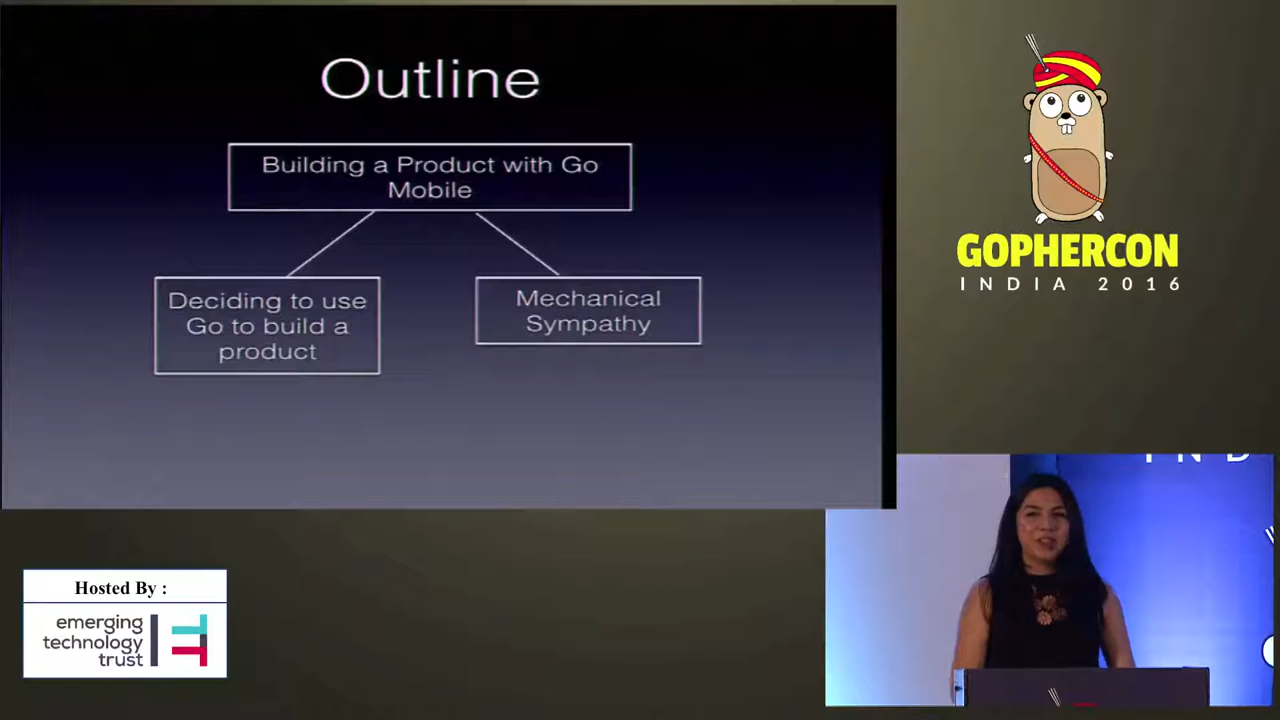 Outline
Building a Product with Go
Mobile
Deciding to use
Go to build a
product
Mechanical
Sympathy
GOPHERCON
INDIA 2016
I N D
Hosted By :
emerging
technology
trust